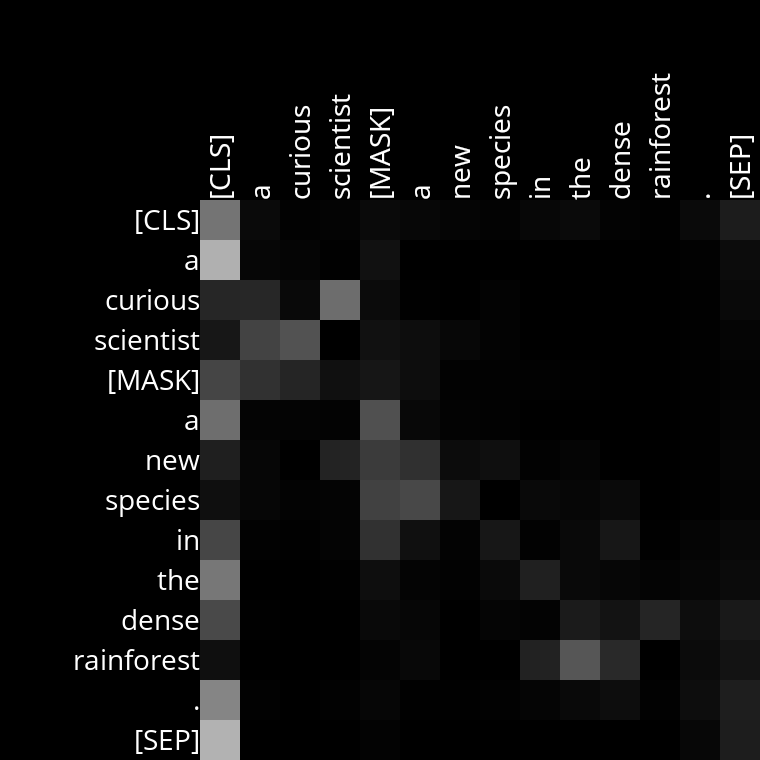 [CLS]
a
curious
scientist
[MASK]
a
new
species
in
the
dense
rainforest
.
[SEP]
[CLS]
a
curious
scientist
[MASK]
a
new
species
in
the
dense
rainforest
.
[SEP]